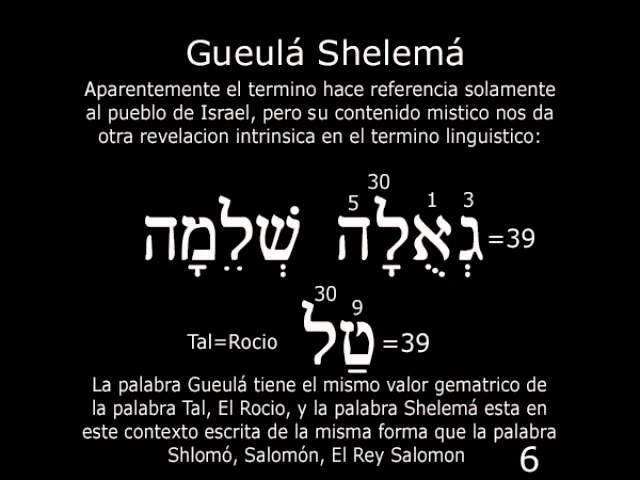 Gueulá Shelemá
Aparentemente el termino hace referencia solamente
al pueblo de Israel, pero su contenido mistico nos da
otra revelacion intrinsica en el termino linguistico:
30
5 1 3
גְּאֻלָה שְׁלֵמָה =39
30
9
Tal=Rocio טַל =39
La palabra Gueulá tiene el mismo valor gematrico de
la palabra Tal, El Rocio, y la palabra Shelemá esta en
este contexto escrita de la misma forma que la palabra
Shlomó, Salomón, El Rey Salomon
6